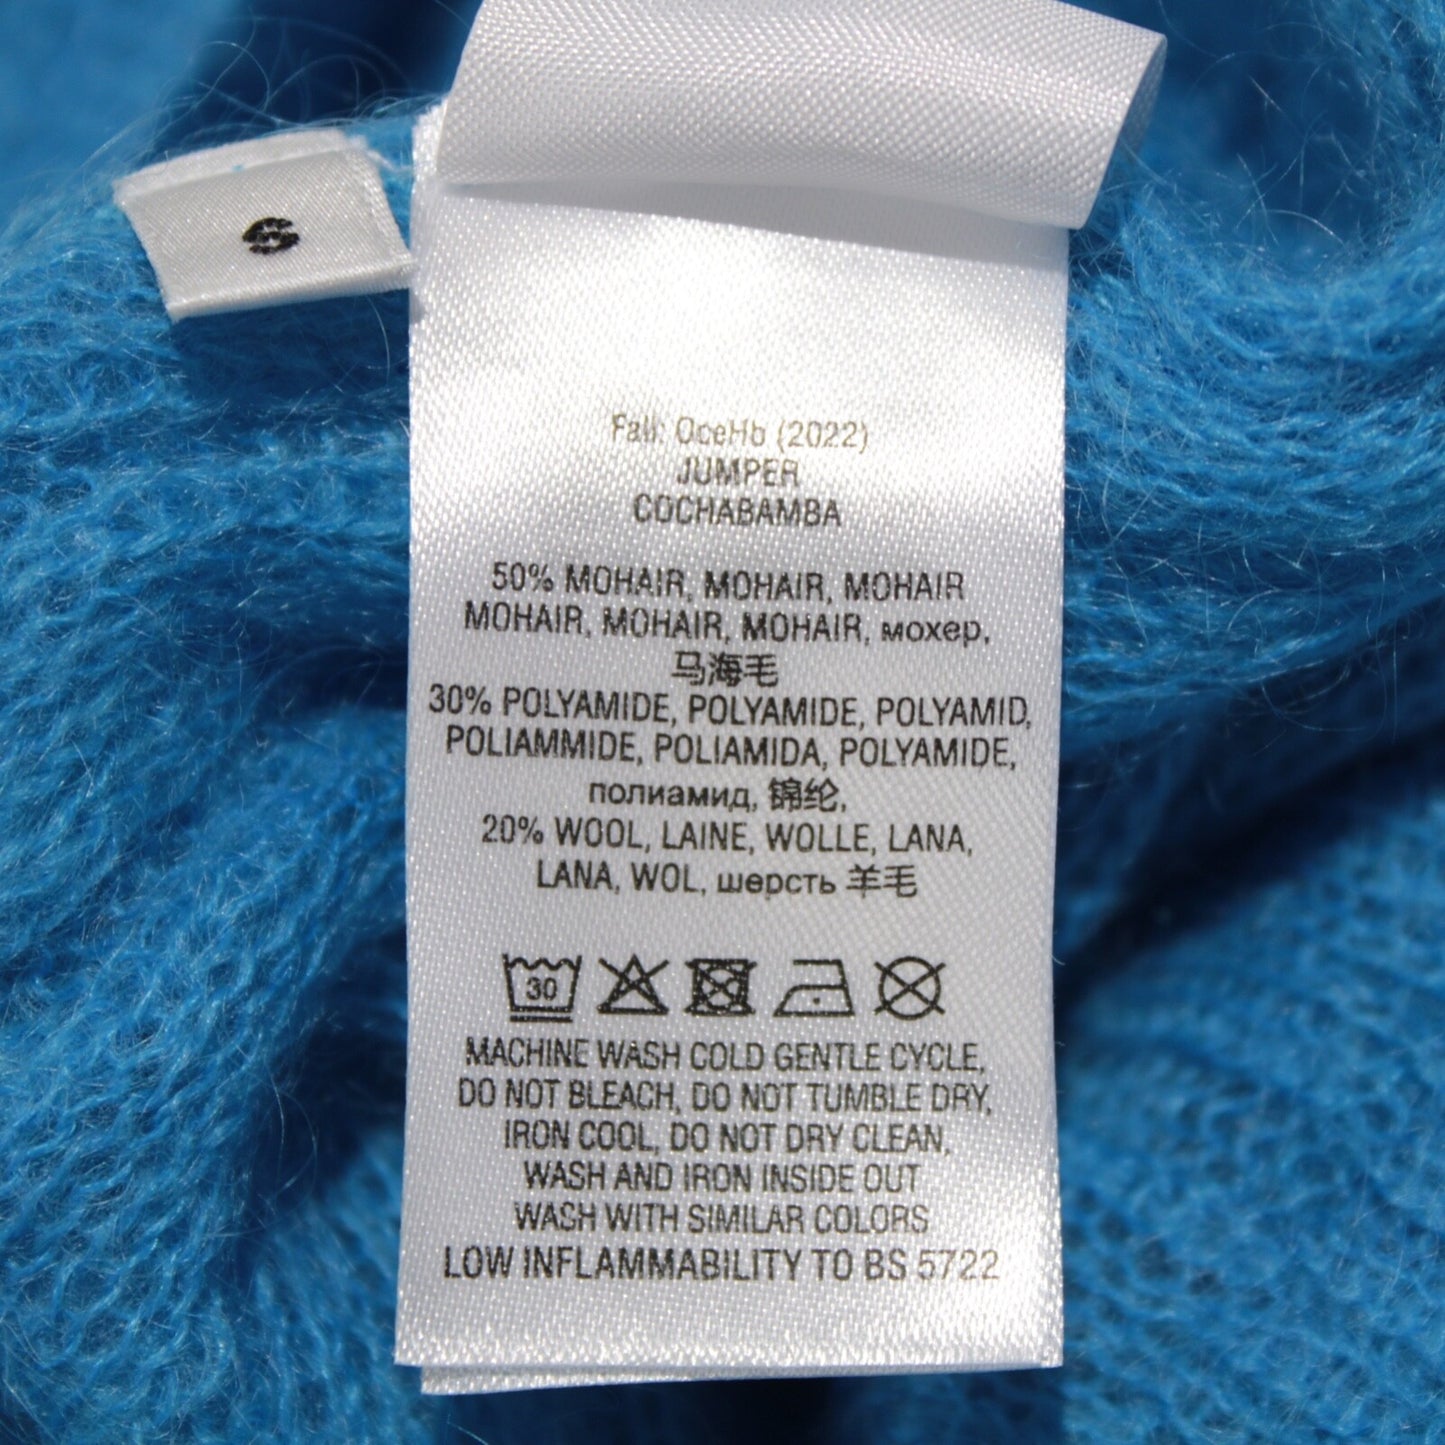 S
Fall: OceHb (2022)
JUMPER
COCHABAMBA
50% MOHAIR, MOHAIR, MOHAIR
MOHAIR, MOHAIR, MOHAIR, мохер,
马海毛
30% POLYAMIDE, POLYAMIDE, POLYAMID,
POLIAMMIDE, POLIAMIDA, POLYAMIDE,
полиамид, 锦纶,
20% WOOL, LAINE, WOLLE, LANA,
LANA, WOL, шерсть 羊毛
30
MACHINE WASH COLD GENTLE CYCLE,
DO NOT BLEACH, DO NOT TUMBLE DRY,
IRON COOL, DO NOT DRY CLEAN,
WASH AND IRON INSIDE OUT
WASH WITH SIMILAR COLORS
LOW INFLAMMABILITY TO BS 5722